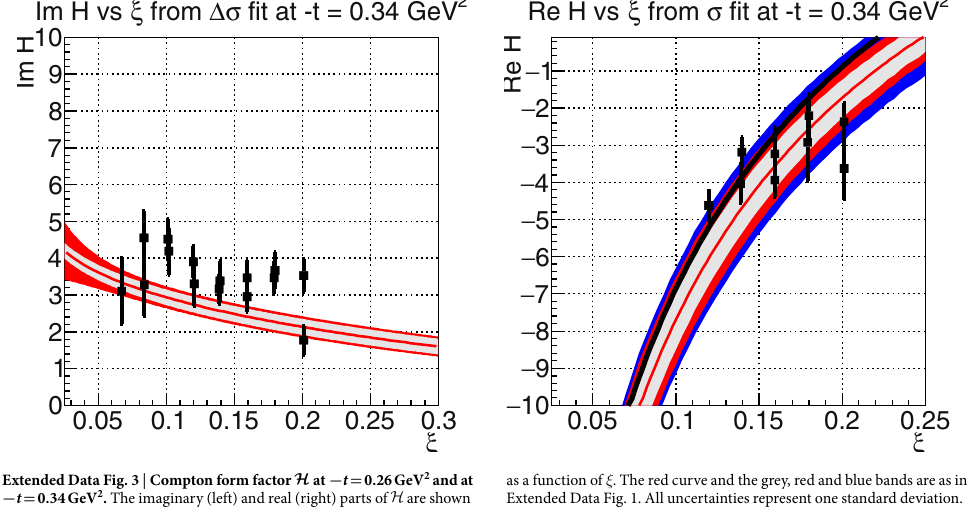 Im H vs ξ from Δσ fit at -t = 0.34 GeV²
Im H
10
9
8
7
6
5
4
3
2
1
0
0.05 0.1 0.15 0.2 0.25 0.3
ξ
Re H vs ξ from σ fit at -t = 0.34 GeV²
Re H
−1
−2
−3
−4
−5
−6
−7
−8
−9
−10
0.05 0.1 0.15 0.2 0.25
ξ
Extended Data Fig. 3 | Compton form factor ℋ at −t = 0.26 GeV² and at
−t = 0.34 GeV². The imaginary (left) and real (right) parts of ℋ are shown
as a function of ξ. The red curve and the grey, red and blue bands are as in
Extended Data Fig. 1. All uncertainties represent one standard deviation.